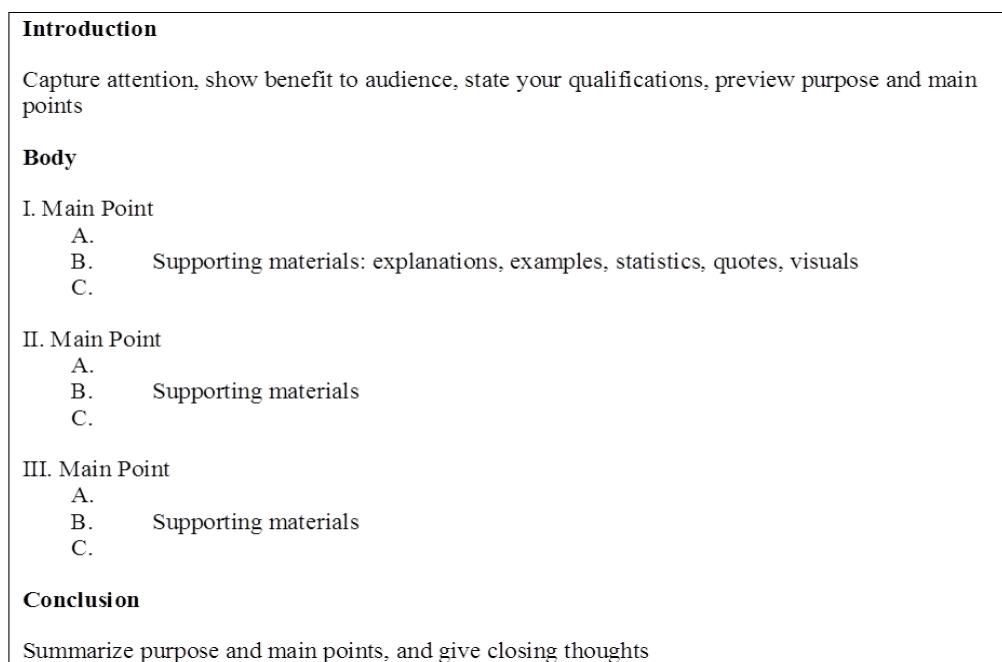 Introduction
Capture attention, show benefit to audience, state your qualifications, preview purpose and main
points
Body
I. Main Point
A.
B. Supporting materials: explanations, examples, statistics, quotes, visuals
C.
II. Main Point
A.
B. Supporting materials
C.
III. Main Point
A.
B. Supporting materials
C.
Conclusion
Summarize purpose and main points, and give closing thoughts